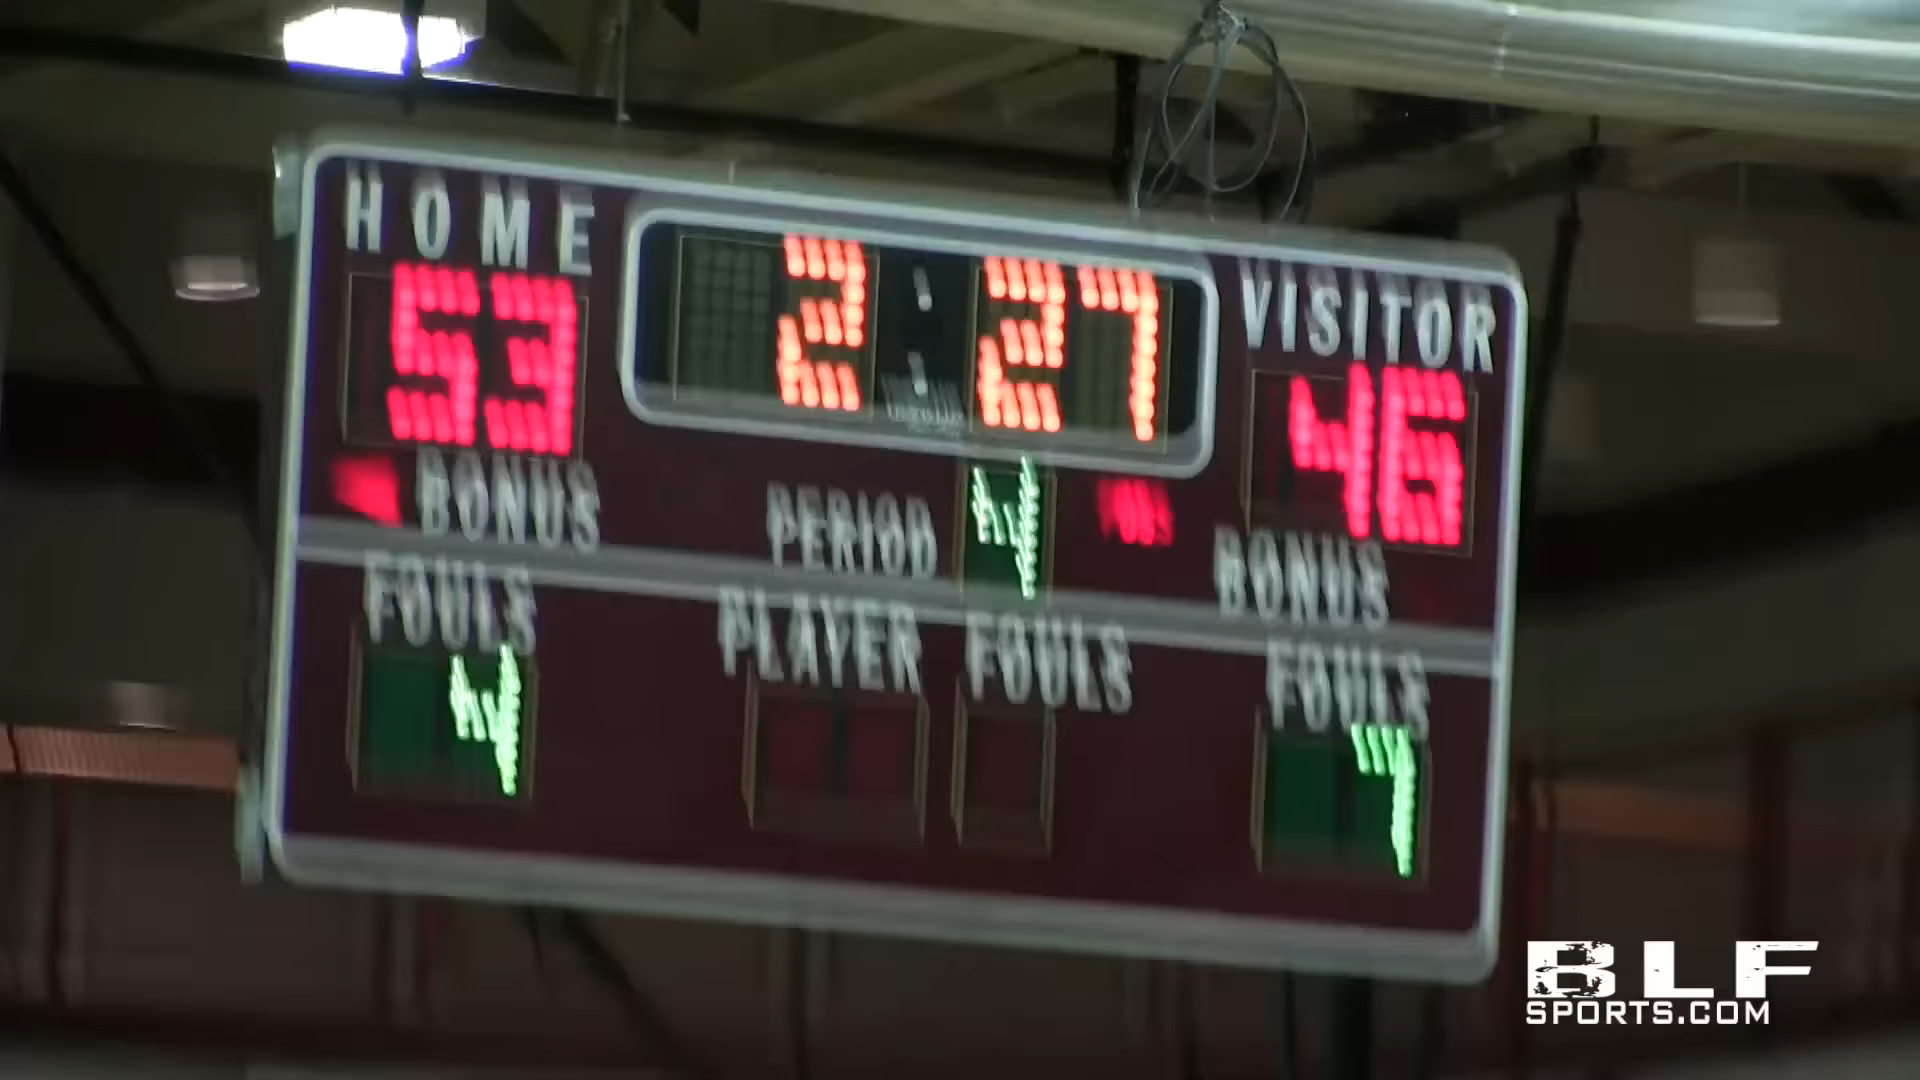 HOME 2:27 VISITOR
53 46
BONUS PERIOD 4 POSS BONUS
FOULS PLAYER FOULS FOULS
4 7
BLF
SPORTS.COM